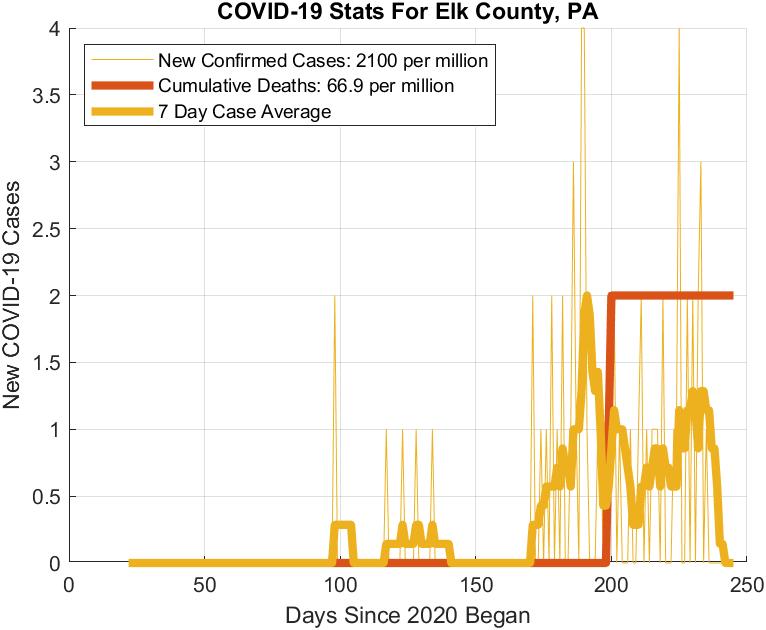 COVID-19 Stats For Elk County, PA
New Confirmed Cases: 2100 per million
Cumulative Deaths: 66.9 per million
7 Day Case Average
New COVID-19 Cases
4
3.5
3
2.5
2
1.5
1
0.5
0
0 50 100 150 200 250
Days Since 2020 Began